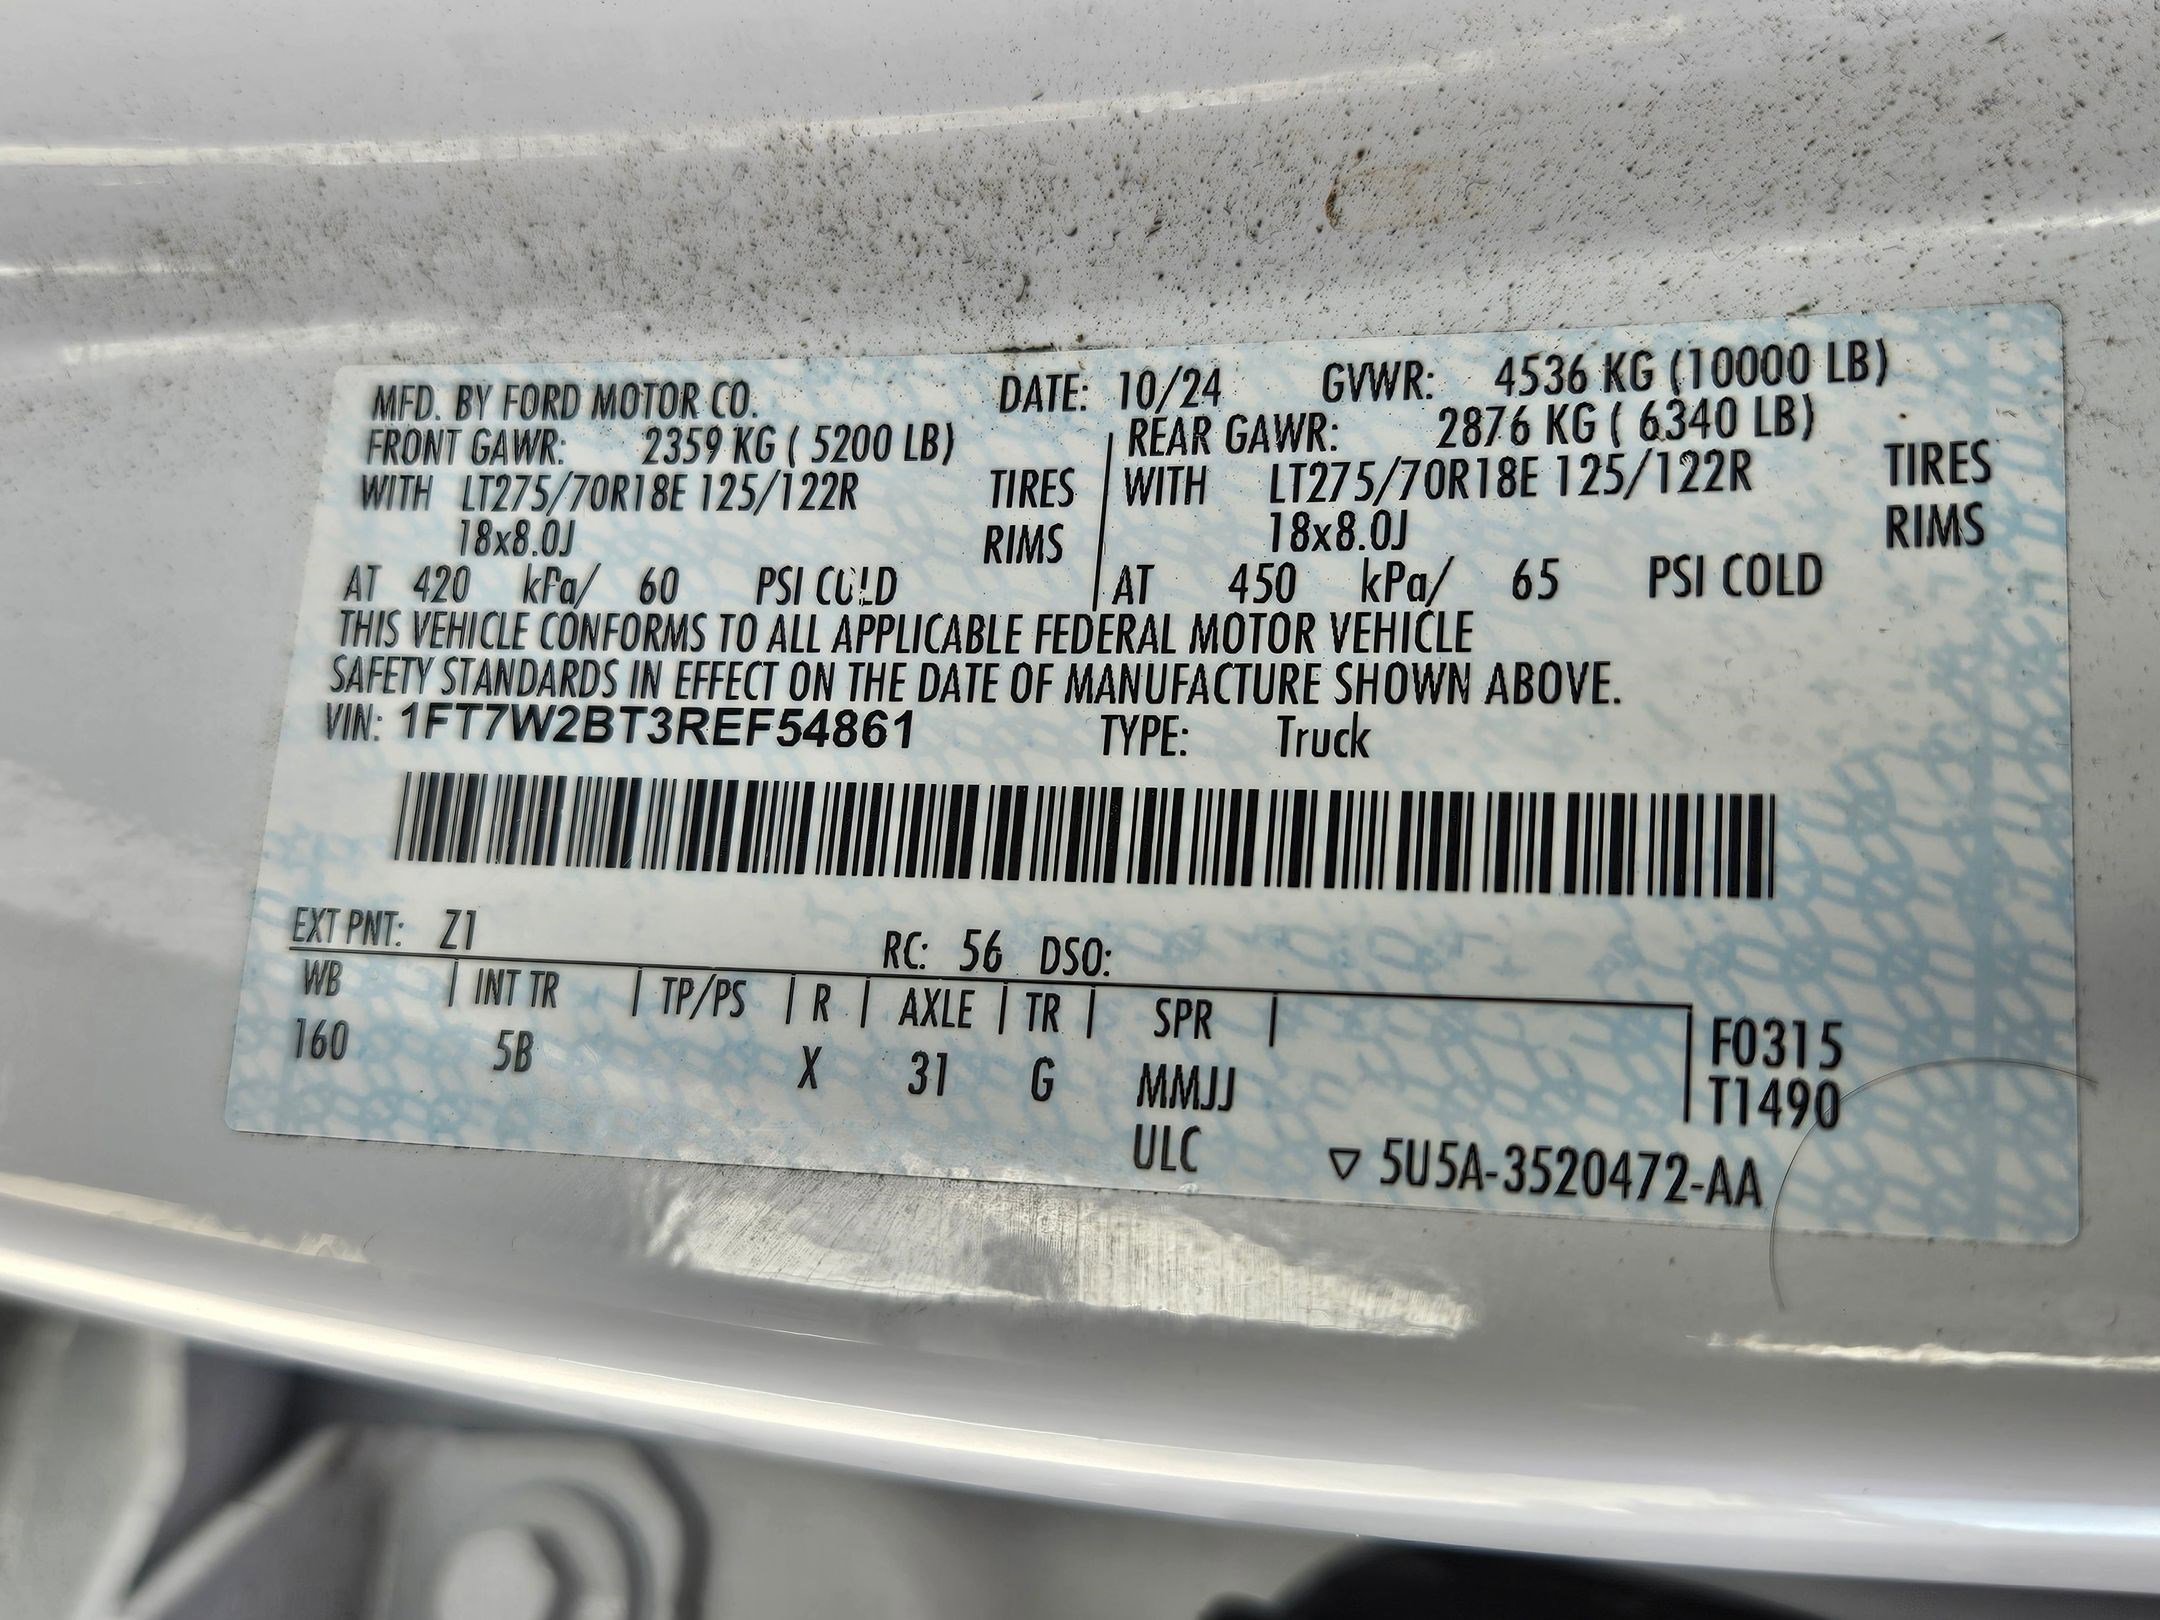 MFD. BY FORD MOTOR CO. DATE: 10/24 GVWR: 4536 KG (10000 LB)
FRONT GAWR: 2359 KG ( 5200 LB) REAR GAWR: 2876 KG ( 6340 LB)
WITH LT275/70R18E 125/122R TIRES WITH LT275/70R18E 125/122R TIRES
18x8.0J RIMS 18x8.0J RIMS
AT 420 kPa/ 60 PSI COLD AT 450 kPa/ 65 PSI COLD
THIS VEHICLE CONFORMS TO ALL APPLICABLE FEDERAL MOTOR VEHICLE
SAFETY STANDARDS IN EFFECT ON THE DATE OF MANUFACTURE SHOWN ABOVE.
VIN: 1FT7W2BT3REF54861 TYPE: Truck
EXT PNT: Z1 RC: 56 DSO:
WB | INT TR | TP/PS | R | AXLE | TR | SPR | F0315
160 5B X 31 G MMJJ T1490
ULC ▽ 5U5A-3520472-AA